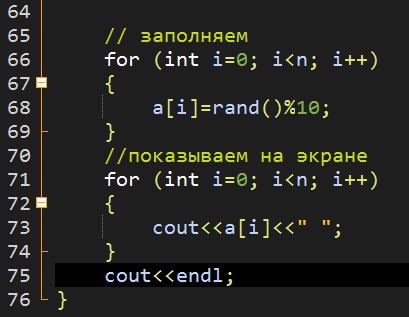 64
65     // заполняем
66     for (int i=0; i<n; i++)
67     {
68         a[i]=rand()%10;
69     }
70     //показываем на экране
71     for (int i=0; i<n; i++)
72     {
73         cout<<a[i]<<" ";
74     }
75     cout<<endl;
76 }